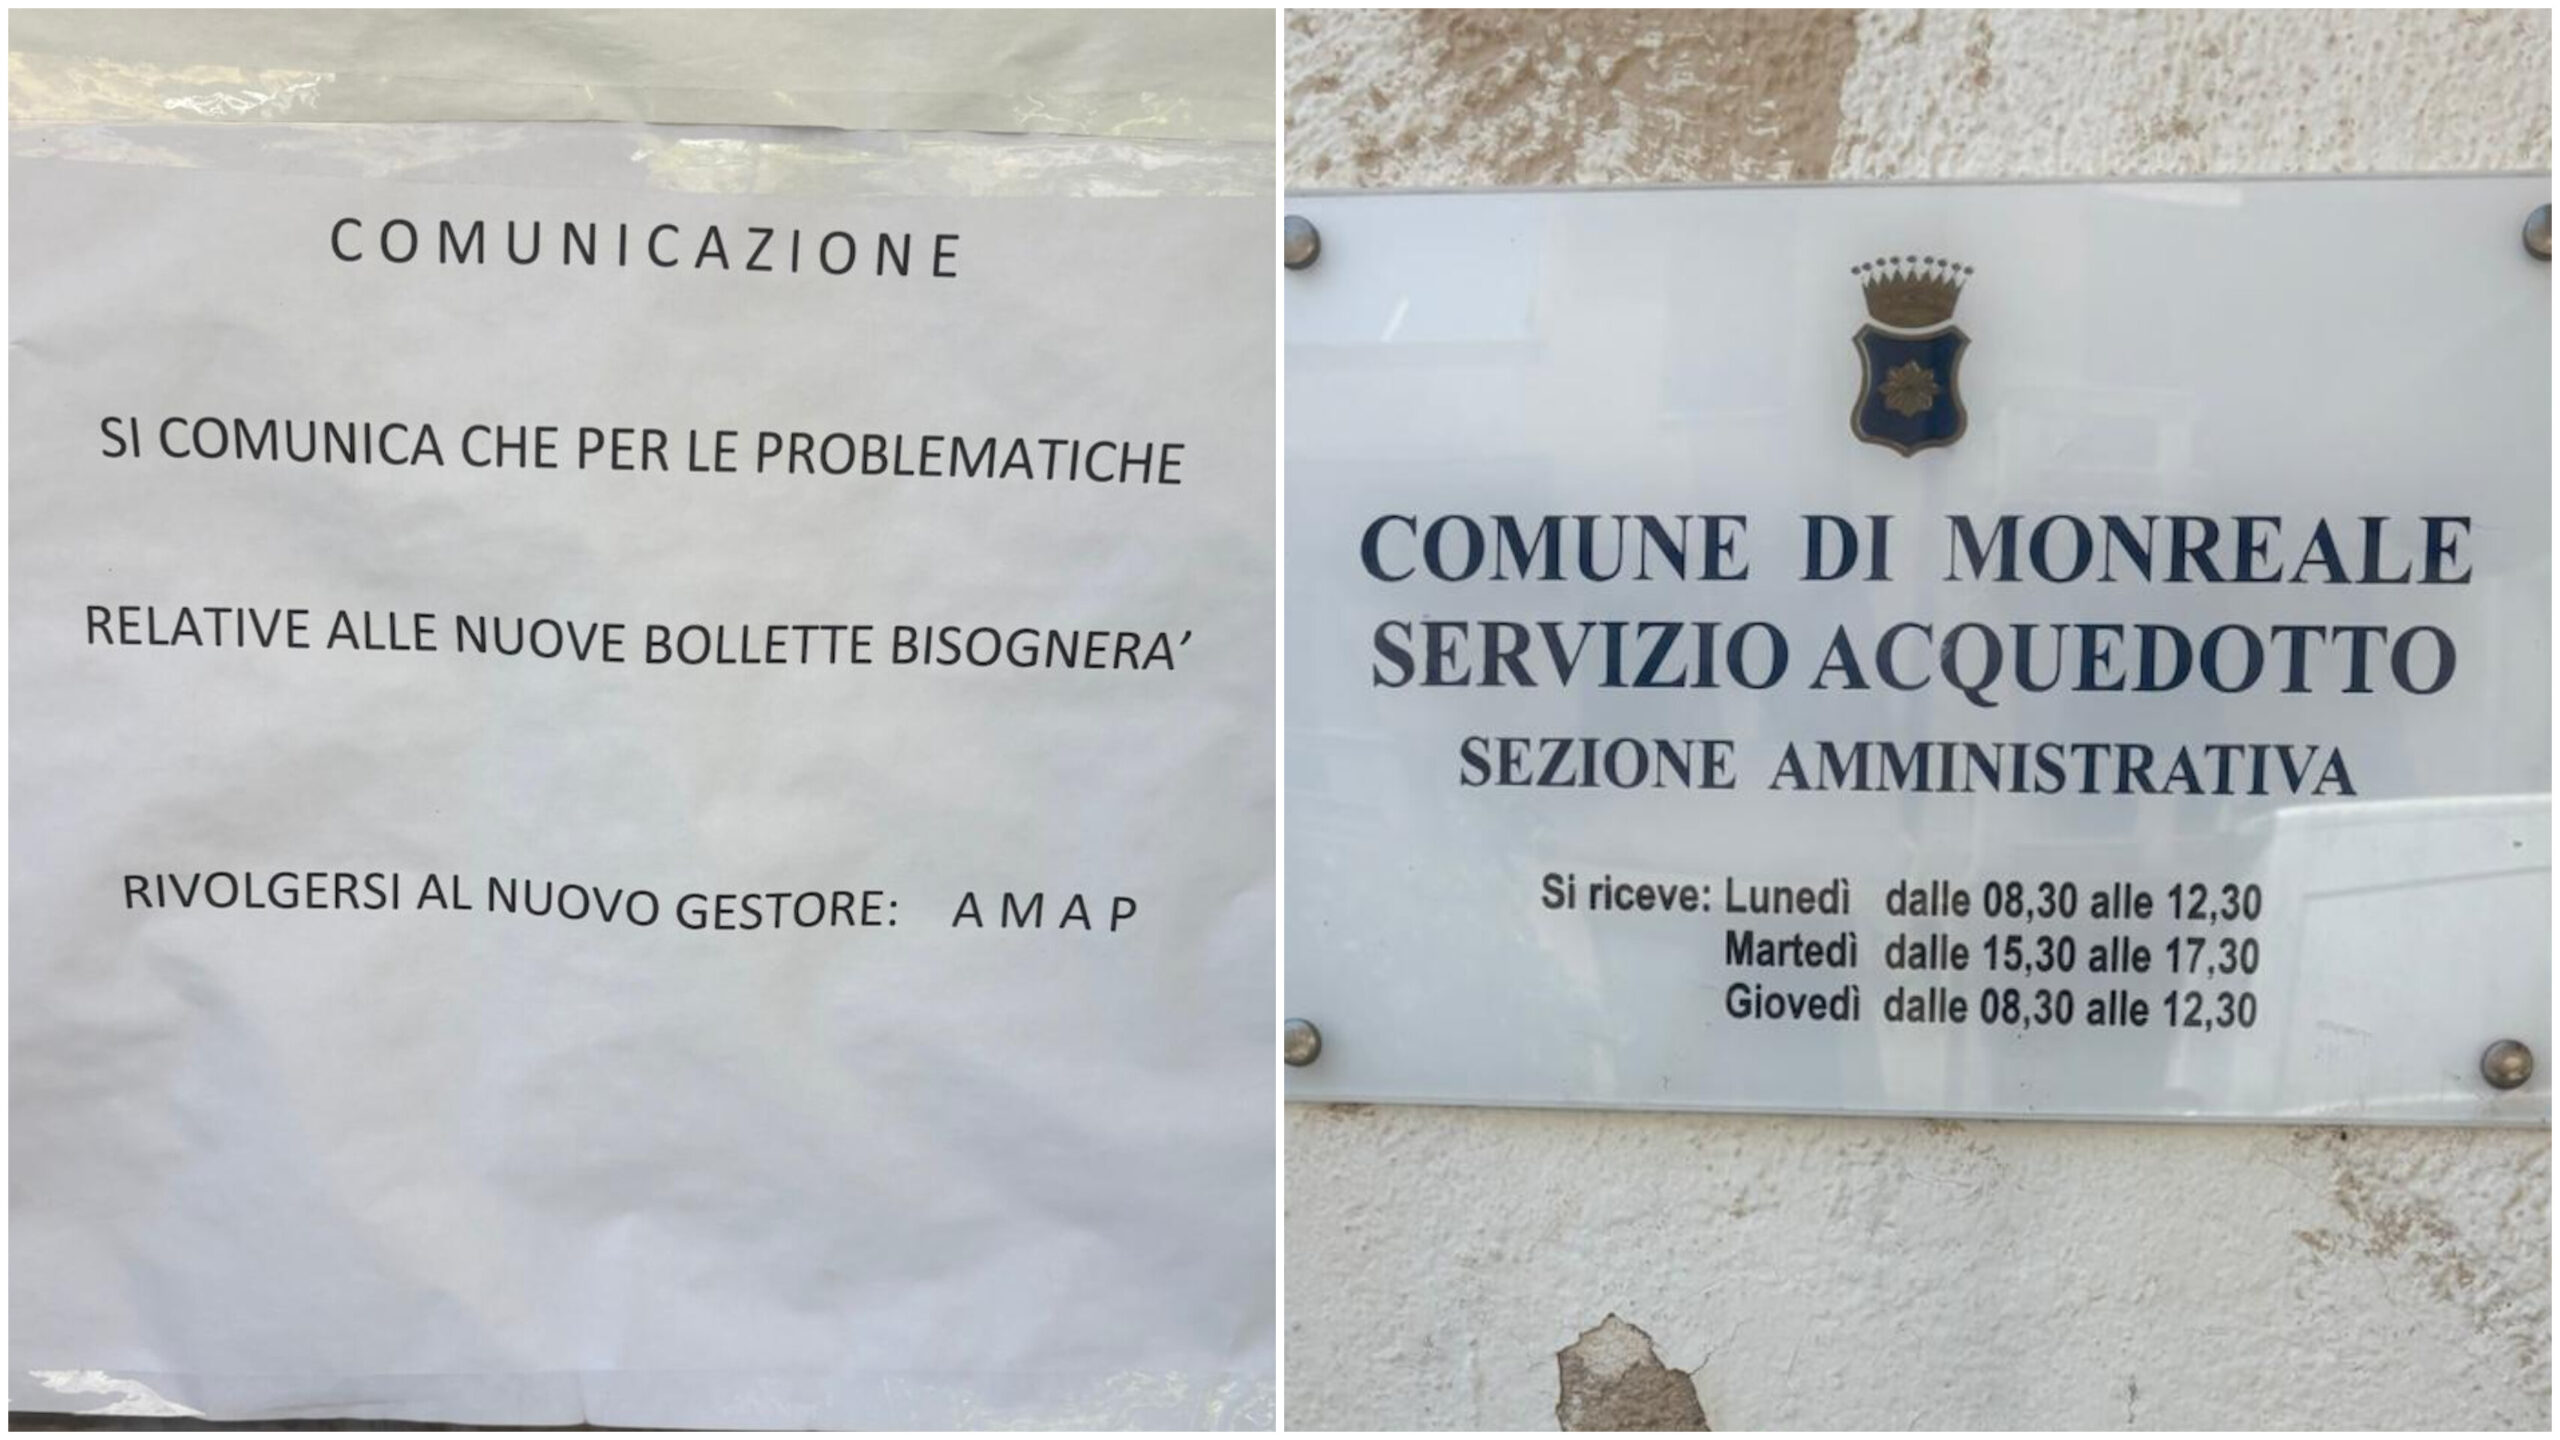 COMUNICAZIONE
SI COMUNICA CHE PER LE PROBLEMATICHE
RELATIVE ALLE NUOVE BOLLETTE BISOGNERA’
RIVOLGERSI AL NUOVO GESTORE: A M A P
COMUNE DI MONREALE
SERVIZIO ACQUEDOTTO
SEZIONE AMMINISTRATIVA
Si riceve: Lunedì dalle 08,30 alle 12,30
Martedì dalle 15,30 alle 17,30
Giovedì dalle 08,30 alle 12,30